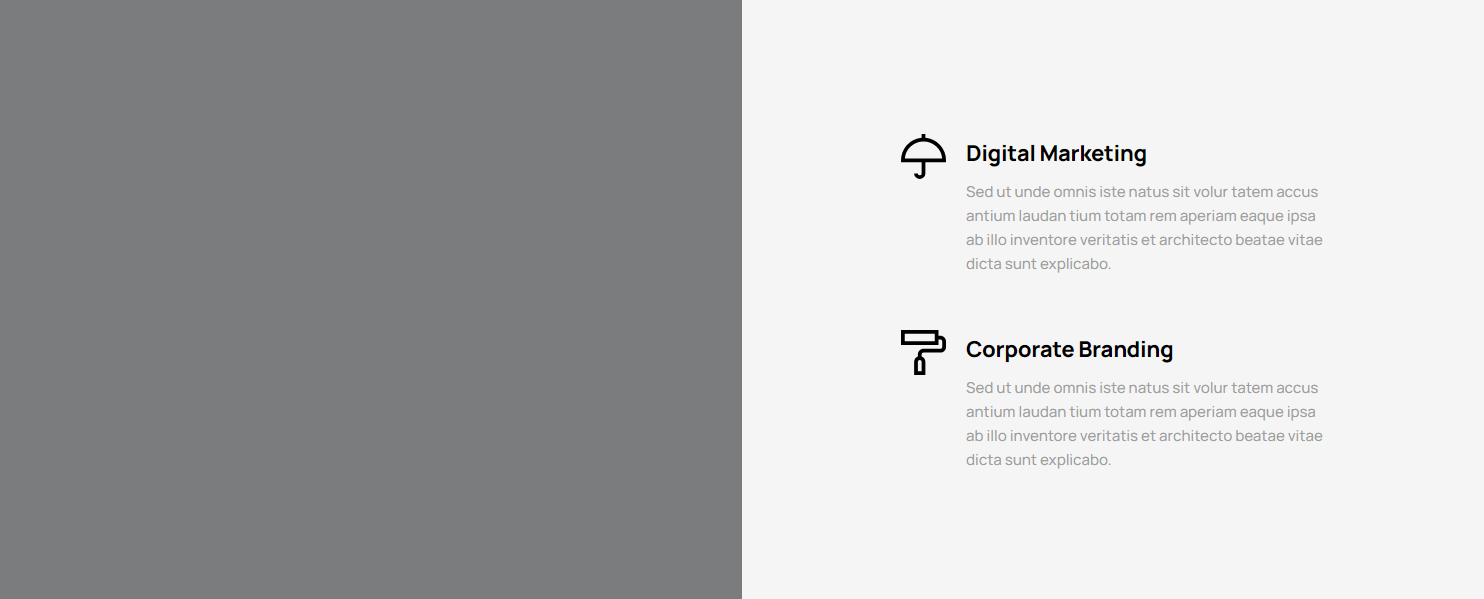 Digital Marketing
Sed ut unde omnis iste natus sit volur tatem accus
antium laudan tium totam rem aperiam eaque ipsa
ab illo inventore veritatis et architecto beatae vitae
dicta sunt explicabo.
Corporate Branding
Sed ut unde omnis iste natus sit volur tatem accus
antium laudan tium totam rem aperiam eaque ipsa
ab illo inventore veritatis et architecto beatae vitae
dicta sunt explicabo.